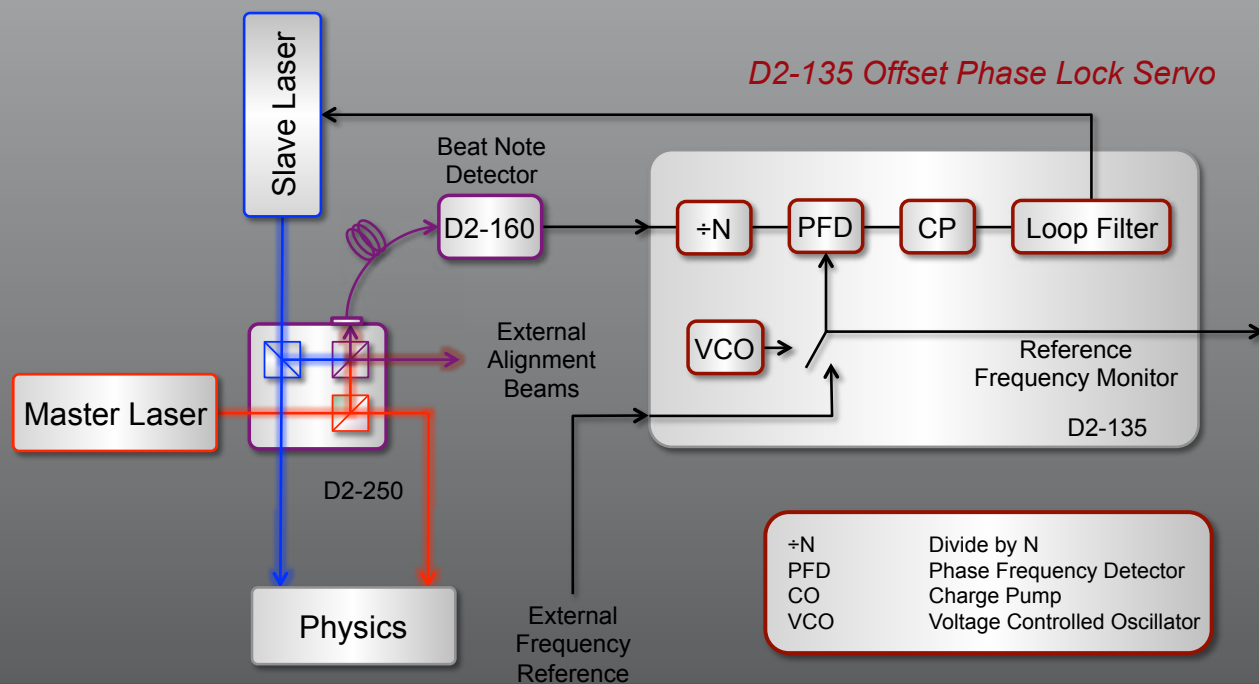 D2-135 Offset Phase Lock Servo
Slave Laser
Beat Note
Detector
D2-160
÷N
PFD
CP
Loop Filter
VCO
External
Alignment
Beams
Reference
Frequency Monitor
Master Laser
D2-135
D2-250
Physics
External
Frequency
Reference
÷N Divide by N
PFD Phase Frequency Detector
CO Charge Pump
VCO Voltage Controlled Oscillator